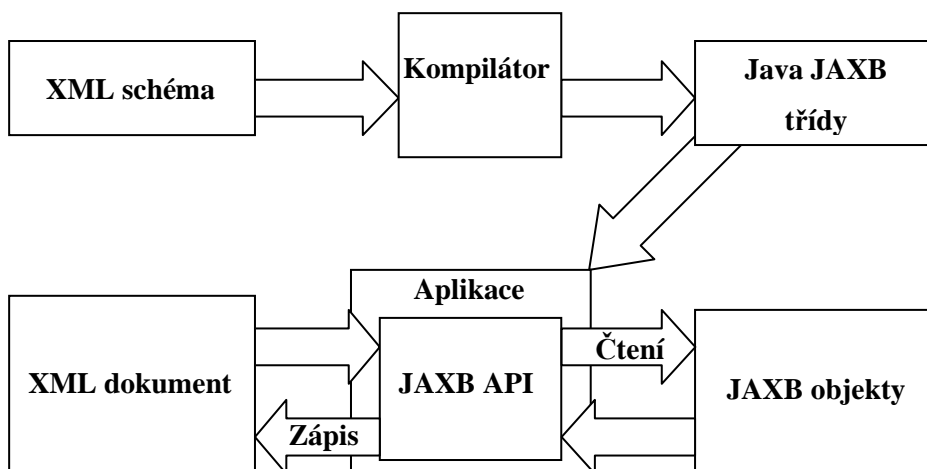 XML schéma
Kompilátor
Java JAXB
třídy
Aplikace
XML dokument
JAXB API
Čtení
JAXB objekty
Zápis